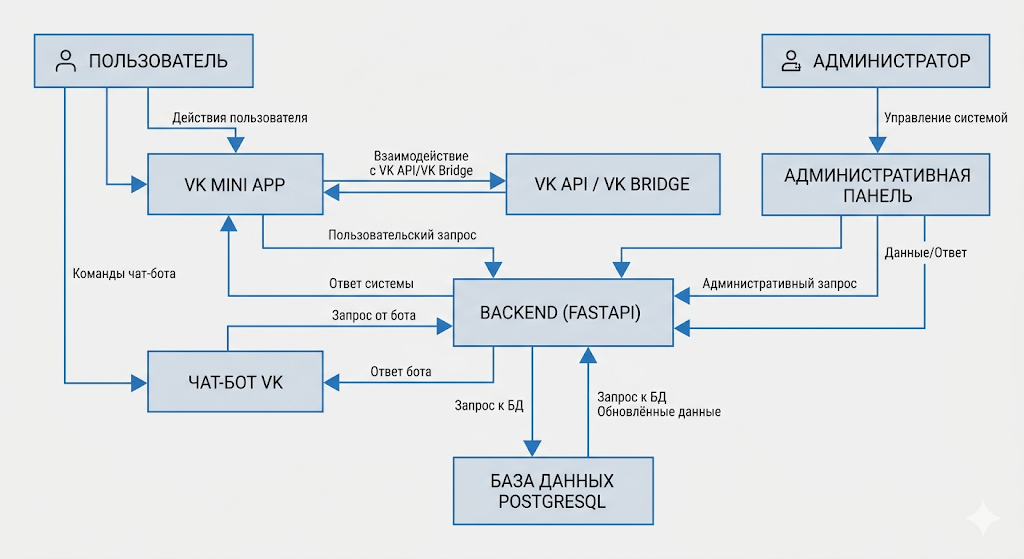 ПОЛЬЗОВАТЕЛЬ
АДМИНИСТРАТОР
Действия пользователя
Управление системой
Взаимодействие
с VK API/VK Bridge
VK MINI APP
VK API / VK BRIDGE
АДМИНИСТРАТИВНАЯ
ПАНЕЛЬ
Пользовательский запрос
Данные/Ответ
Команды чат-бота
Ответ системы
Административный запрос
BACKEND (FASTAPI)
Запрос от бота
Ответ бота
ЧАТ-БОТ VK
Запрос к БД
Запрос к БД
Обновлённые данные
БАЗА ДАННЫХ
POSTGRESQL